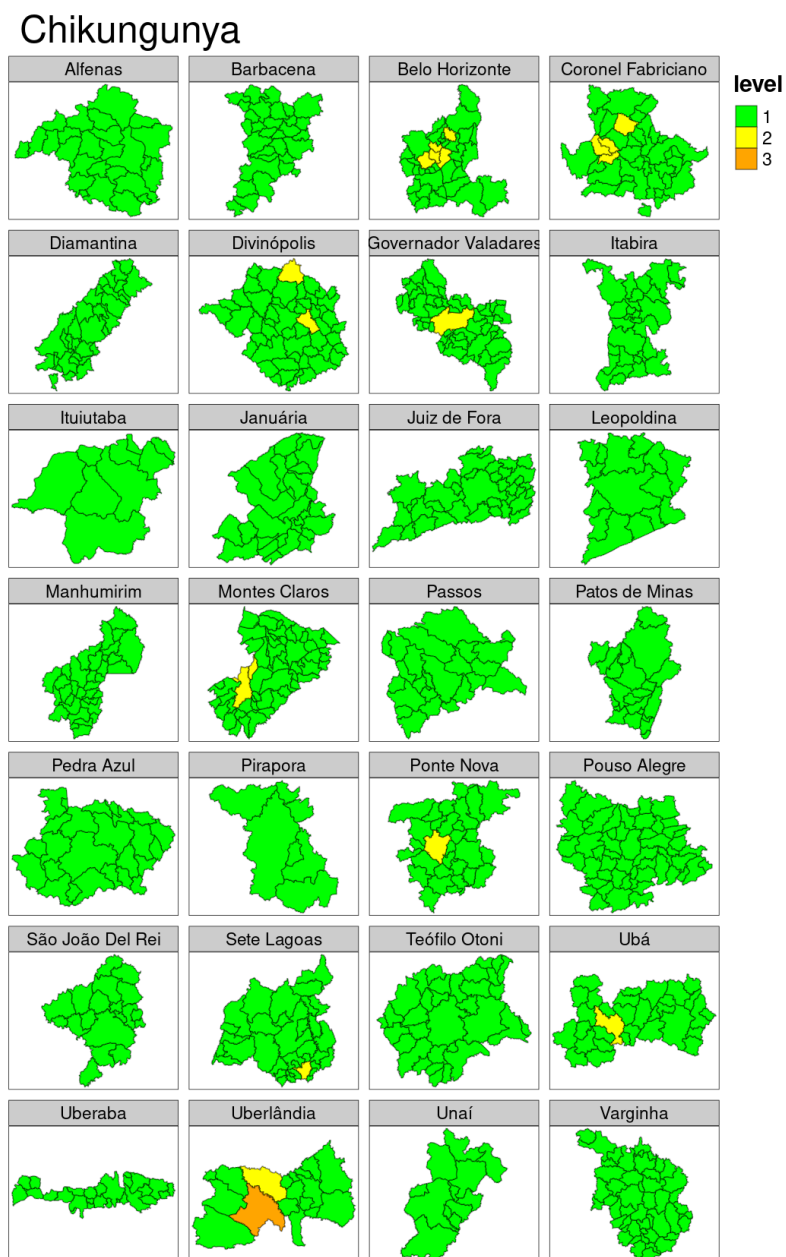 Chikungunya
Alfenas
Barbacena
Belo Horizonte
Coronel Fabriciano
level
1
2
3
Diamantina
Divinópolis
Governador Valadares
Itabira
Ituiutaba
Januária
Juiz de Fora
Leopoldina
Manhumirim
Montes Claros
Passos
Patos de Minas
Pedra Azul
Pirapora
Ponte Nova
Pouso Alegre
São João Del Rei
Sete Lagoas
Teófilo Otoni
Ubá
Uberaba
Uberlândia
Unaí
Varginha